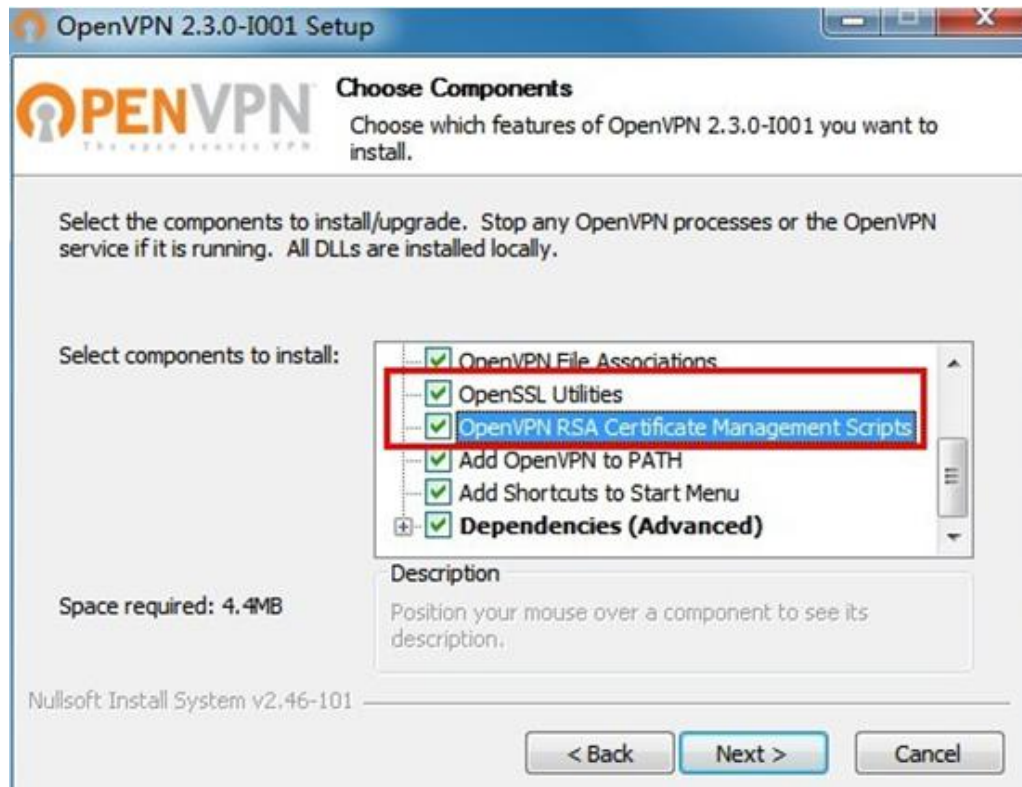 OpenVPN 2.3.0-I001 Setup
OPENVPN
The open source VPN
Choose Components
Choose which features of OpenVPN 2.3.0-I001 you want to
install.
Select the components to install/upgrade. Stop any OpenVPN processes or the OpenVPN
service if it is running. All DLLs are installed locally.
Select components to install:
OpenVPN File Associations
OpenSSL Utilities
OpenVPN RSA Certificate Management Scripts
Add OpenVPN to PATH
Add Shortcuts to Start Menu
Dependencies (Advanced)
Space required: 4.4MB
Description
Position your mouse over a component to see its
description.
Nullsoft Install System v2.46-101
< Back
Next >
Cancel